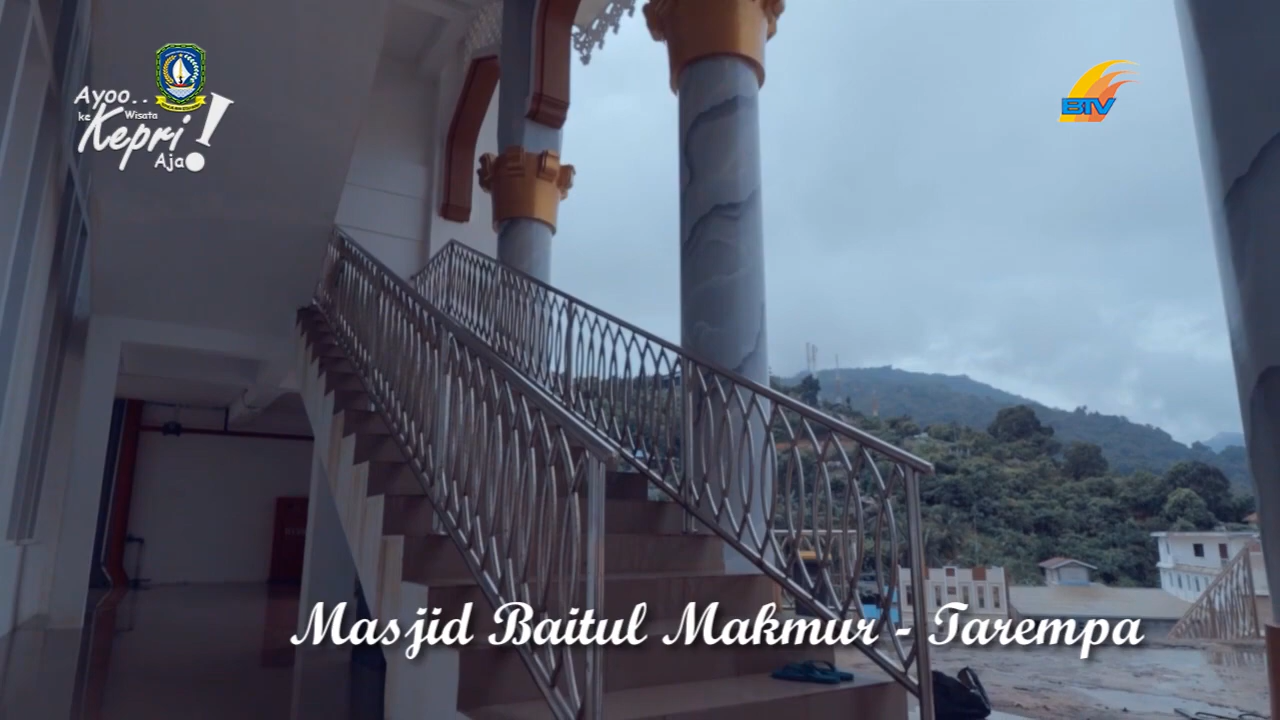 Ayoo..
ke Wisata
Kepri!
Aja
BTV
Masjid Baitul Makmur - Tarempa